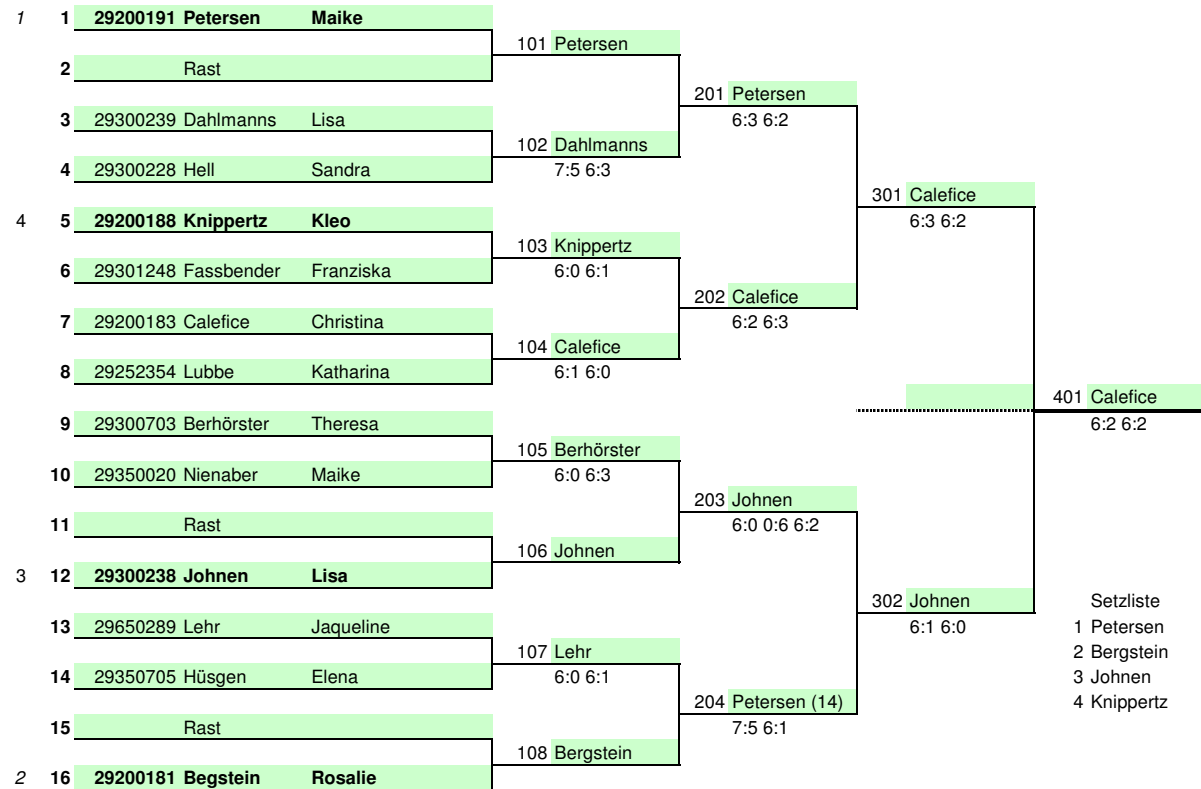 1 1 29200191 Petersen Maike
101 Petersen
2 Rast
201 Petersen
3 29300239 Dahlmanns Lisa
6:3 6:2
102 Dahlmanns
4 29300228 Hell Sandra
7:5 6:3
301 Calefice
4 5 29200188 Knippertz Kleo
6:3 6:2
103 Knippertz
6 29301248 Fassbender Franziska
6:0 6:1
202 Calefice
7 29200183 Calefice Christina
6:2 6:3
104 Calefice
8 29252354 Lubbe Katharina
6:1 6:0
401 Calefice
9 29300703 Berhörster Theresa
6:2 6:2
105 Berhörster
10 29350020 Nienaber Maike
6:0 6:3
203 Johnen
11 Rast
6:0 0:6 6:2
106 Johnen
3 12 29300238 Johnen Lisa
302 Johnen
Setzliste
13 29650289 Lehr Jaqueline
6:1 6:0
1 Petersen
107 Lehr
2 Bergstein
14 29350705 Hüsgen Elena
6:0 6:1
3 Johnen
204 Petersen (14)
4 Knippertz
15 Rast
7:5 6:1
108 Bergstein
2 16 29200181 Begstein Rosalie